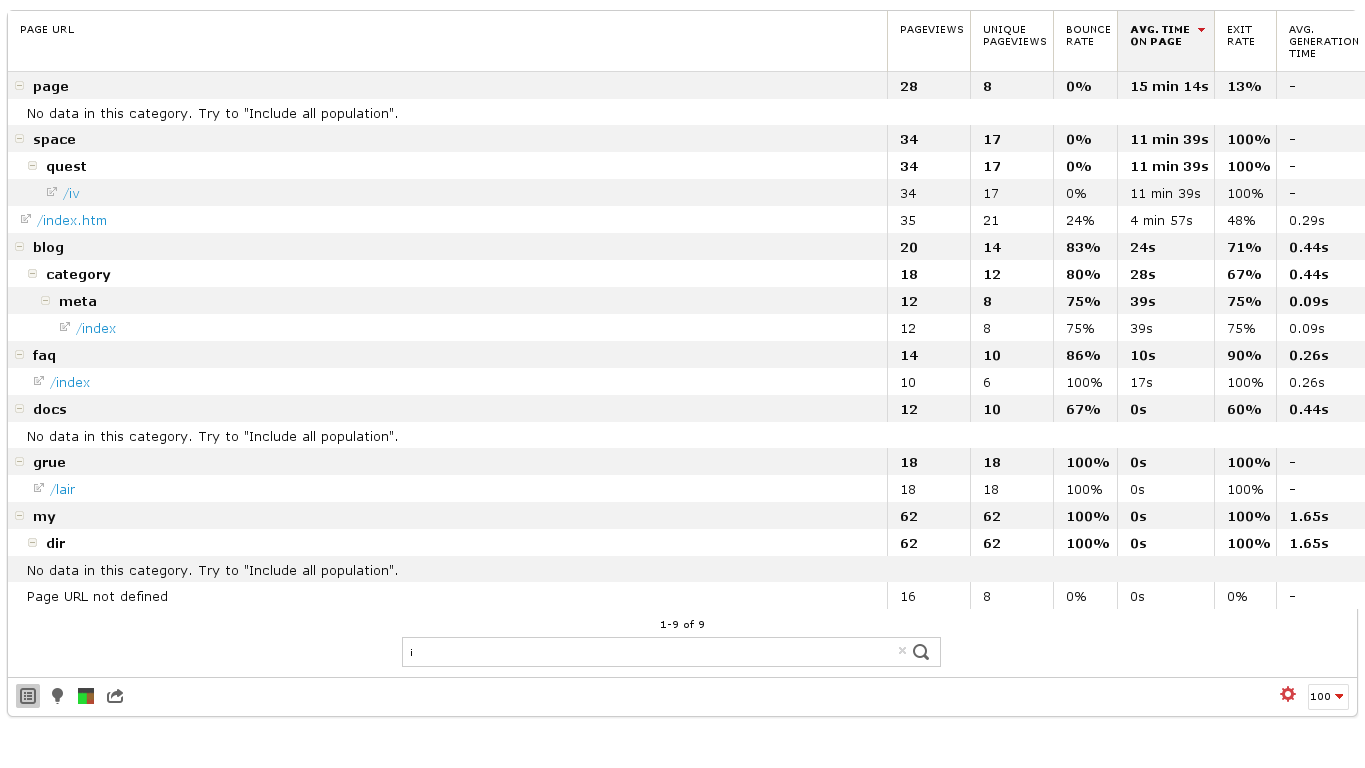 PAGE URL PAGEVIEWS UNIQUE PAGEVIEWS BOUNCE RATE AVG. TIME ON PAGE EXIT RATE AVG. GENERATION TIME
page 28 8 0% 15 min 14s 13% -
No data in this category. Try to "Include all population".
space 34 17 0% 11 min 39s 100% -
quest 34 17 0% 11 min 39s 100% -
/iv 34 17 0% 11 min 39s 100% -
/index.htm 35 21 24% 4 min 57s 48% 0.29s
blog 20 14 83% 24s 71% 0.44s
category 18 12 80% 28s 67% 0.44s
meta 12 8 75% 39s 75% 0.09s
/index 12 8 75% 39s 75% 0.09s
faq 14 10 86% 10s 90% 0.26s
/index 10 6 100% 17s 100% 0.26s
docs 12 10 67% 0s 60% 0.44s
No data in this category. Try to "Include all population".
grue 18 18 100% 0s 100% -
/lair 18 18 100% 0s 100% -
my 62 62 100% 0s 100% 1.65s
dir 62 62 100% 0s 100% 1.65s
No data in this category. Try to "Include all population".
Page URL not defined 16 8 0% 0s 0% -
1-9 of 9
i
100